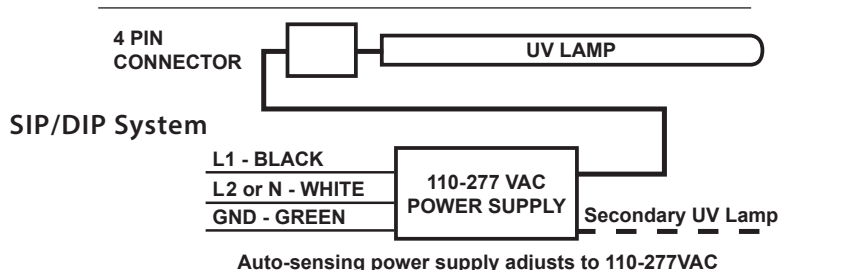 4 PIN
CONNECTOR
UV LAMP
SIP/DIP System
L1 - BLACK
L2 or N - WHITE
GND - GREEN
110-277 VAC
POWER SUPPLY
Secondary UV Lamp
Auto-sensing power supply adjusts to 110-277VAC